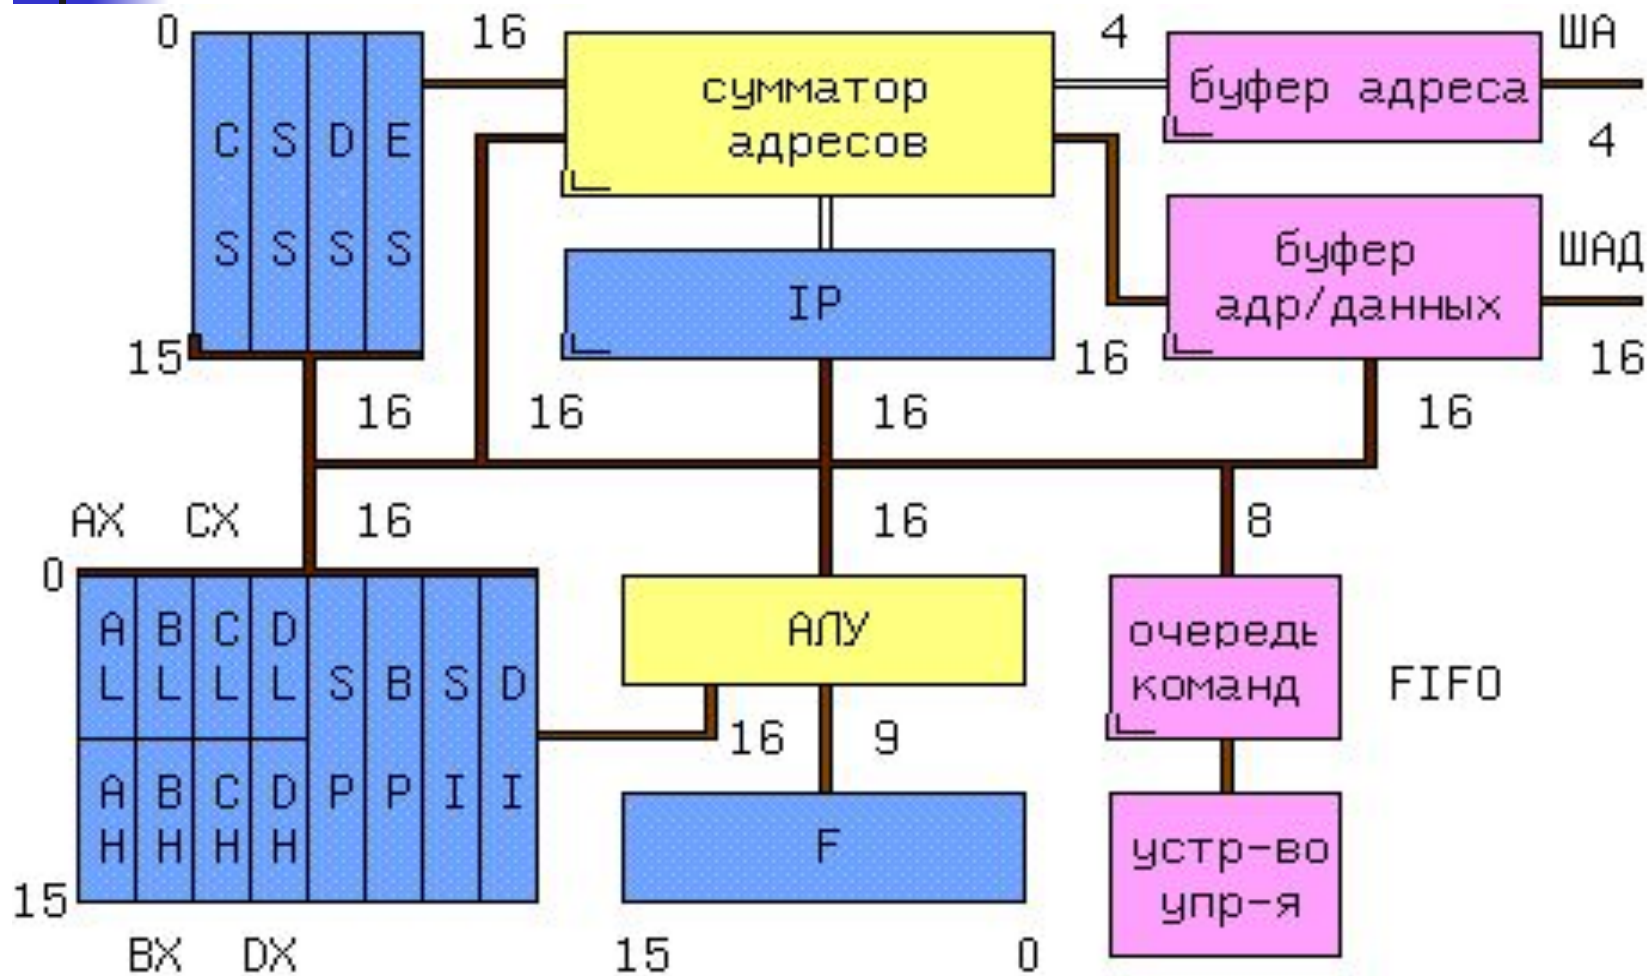 0 16 4 ША
сумматор
адресов
буфер адреса
4
C S D E
S S S S
буфер
адр/данных
ШАД
IP
15 16 16
16 16 16 16
AX CX 16 16 8
0
A B C D
L L L L
S B S D
P P I I
A B C D
H H H H
АЛУ
очередь
команд
FIFO
16 9
F
устр-во
упр-я
15
BX DX 15 0